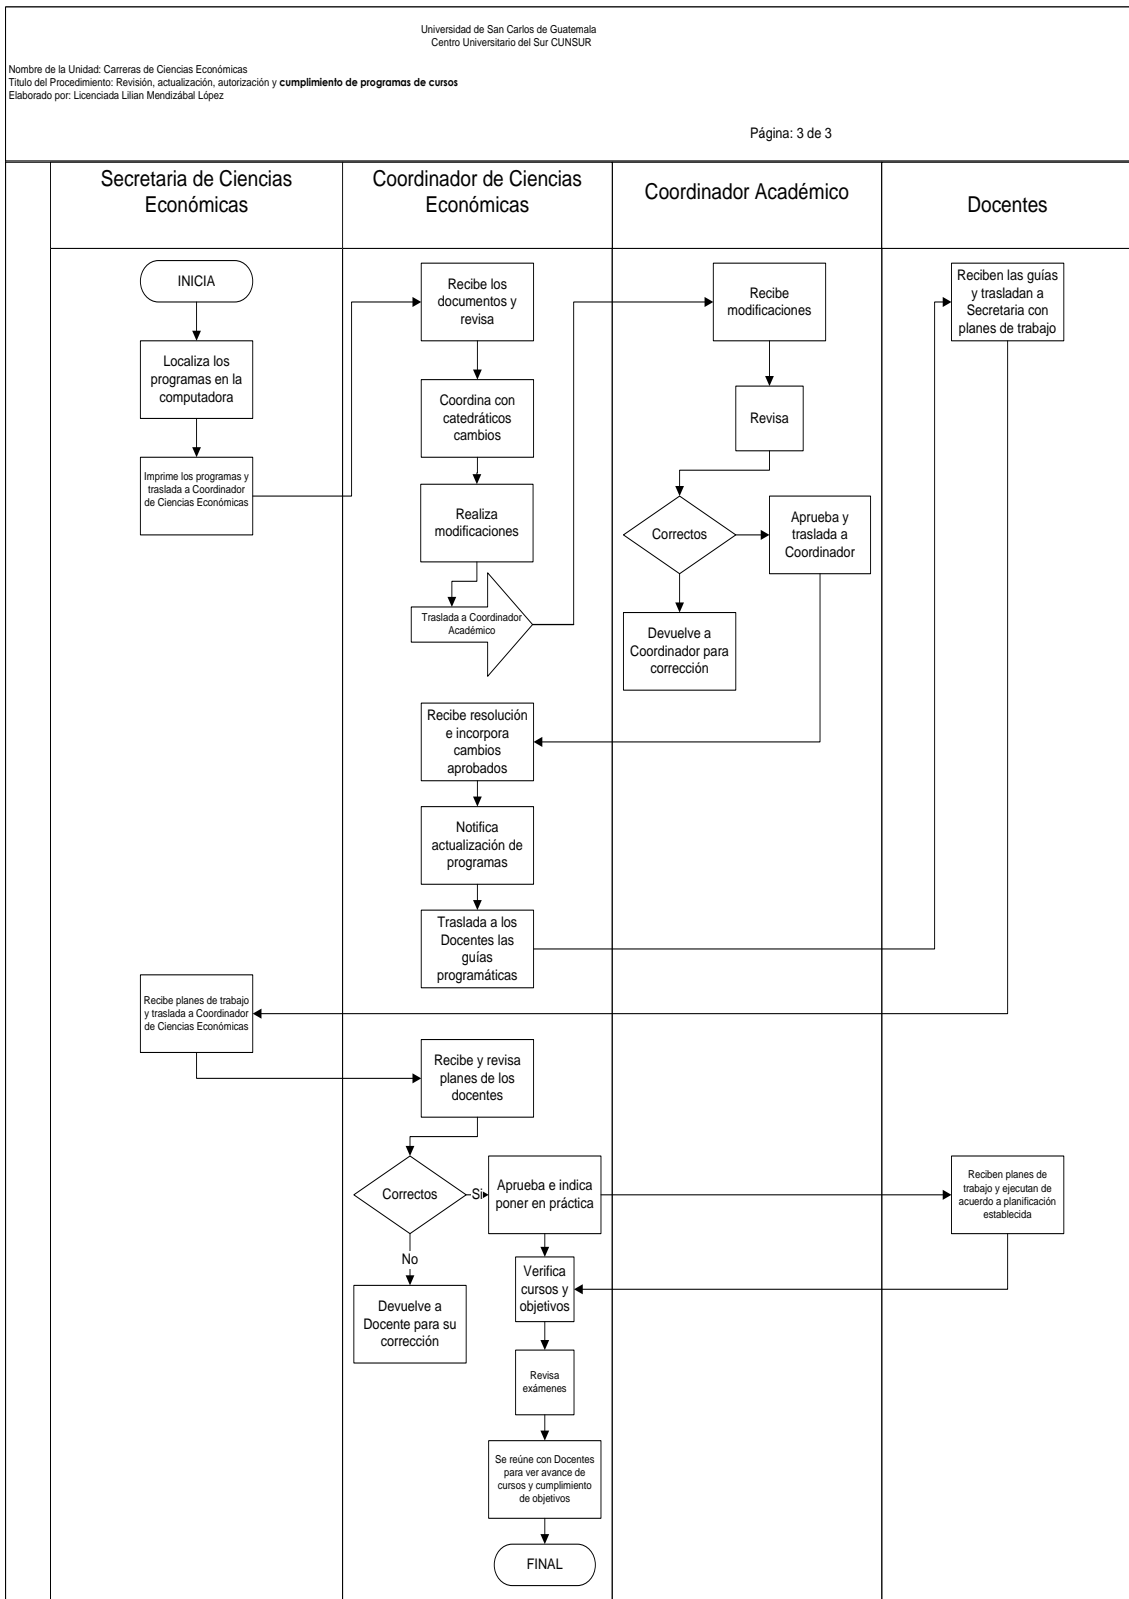 Universidad de San Carlos de Guatemala
Centro Universitario del Sur CUNSUR
Nombre de la Unidad: Carreras de Ciencias Económicas
Titulo del Procedimiento: Revisión, actualización, autorización y cumplimiento de programas de cursos
Elaborado por: Licenciada Lilian Mendizábal López
Página: 3 de 3
Secretaria de Ciencias
Económicas
Coordinador de Ciencias
Económicas
Coordinador Académico
Docentes
INICIA
Localiza los
programas en la
computadora
Imprime los programas y
traslada a Coordinador
de Ciencias Económicas
Recibe los
documentos y
revisa
Coordina con
catedráticos
cambios
Realiza
modificaciones
Traslada a Coordinador
Académico
Recibe
modificaciones
Revisa
Correctos
Aprueba y
traslada a
Coordinador
Devuelve a
Coordinador para
corrección
Recibe resolución
e incorpora
cambios
aprobados
Notifica
actualización de
programas
Traslada a los
Docentes las
guías
programáticas
Reciben las guías
y trasladan a
Secretaria con
planes de trabajo
Recibe planes de trabajo
y traslada a Coordinador
de Ciencias Económicas
Recibe y revisa
planes de los
docentes
Correctos
Si
Aprueba e indica
poner en práctica
No
Devuelve a
Docente para su
corrección
Reciben planes de
trabajo y ejecutan de
acuerdo a planificación
establecida
Verifica
cursos y
objetivos
Revisa
exámenes
Se reúne con Docentes
para ver avance de
cursos y cumplimiento
de objetivos
FINAL